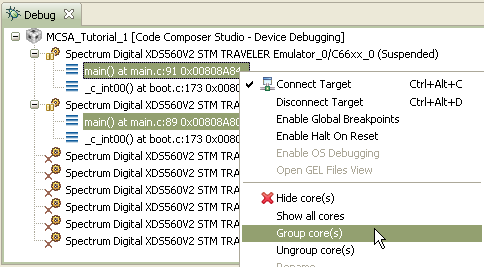 Debug
MCSA_Tutorial_1 [Code Composer Studio - Device Debugging]
Spectrum Digital XDS560V2 STM TRAVELER Emulator_0/C66xx_0 (Suspended)
main() at main.c:91 0x00808A84
_c_int00() at boot.c:173 0x0080
Spectrum Digital XDS560V2 STM TRA
main() at main.c:89 0x00808A80
_c_int00() at boot.c:173 0x0080
Spectrum Digital XDS560V2 STM TRA
Spectrum Digital XDS560V2 STM TRA
Spectrum Digital XDS560V2 STM TRA
Spectrum Digital XDS560V2 STM TRA
Spectrum Digital XDS560V2 STM TRA
Spectrum Digital XDS560V2 STM TRA
Connect Target Ctrl+Alt+C
Disconnect Target Ctrl+Alt+D
Enable Global Breakpoints
Enable Halt On Reset
Enable OS Debugging
Open GEL Files View
Hide core(s)
Show all cores
Group core(s)
Ungroup core(s)